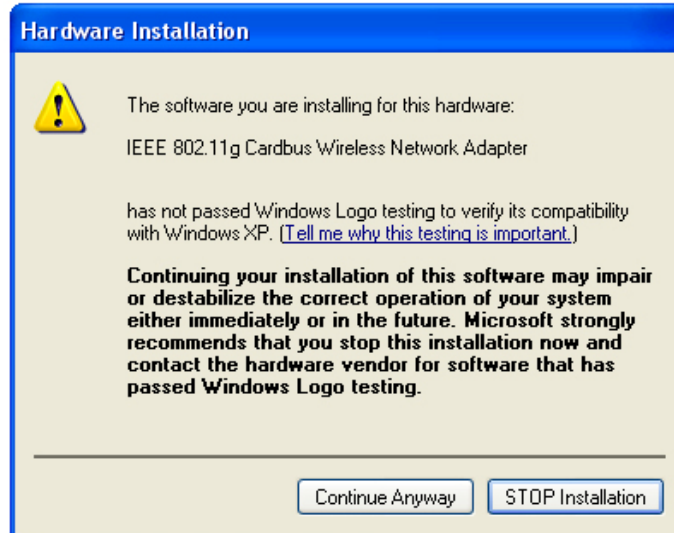 Hardware Installation
The software you are installing for this hardware:
IEEE 802.11g Cardbus Wireless Network Adapter
has not passed Windows Logo testing to verify its compatibility
with Windows XP. (Tell me why this testing is important.)
Continuing your installation of this software may impair
or destabilize the correct operation of your system
either immediately or in the future. Microsoft strongly
recommends that you stop this installation now and
contact the hardware vendor for software that has
passed Windows Logo testing.
Continue Anyway
STOP Installation